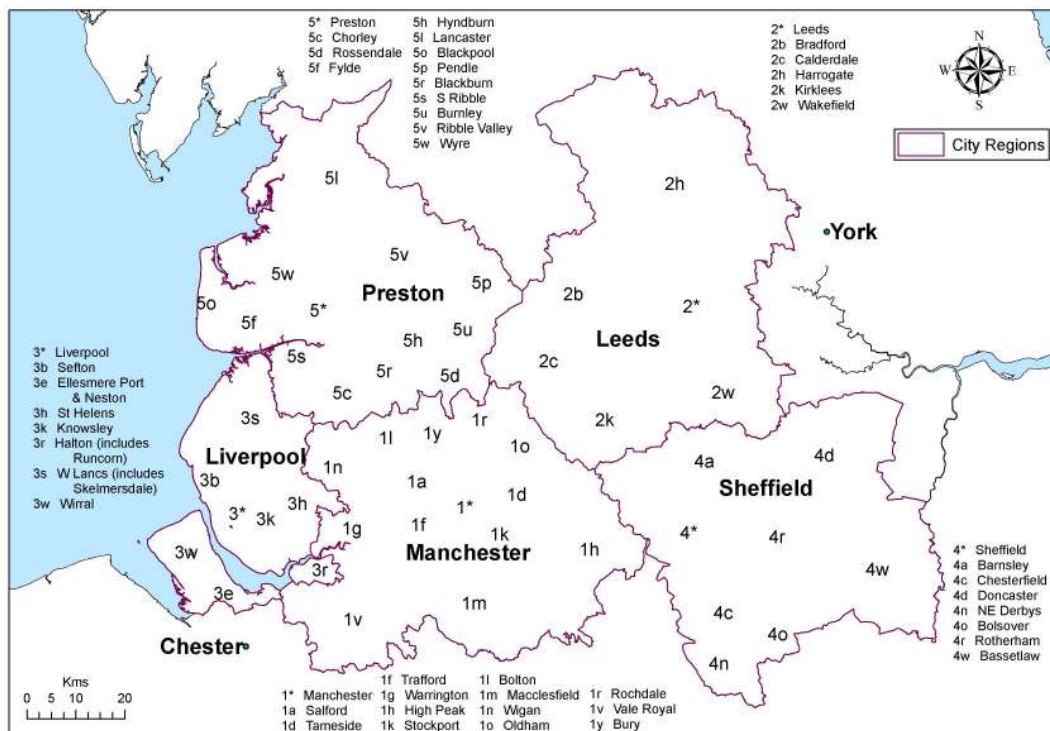 5* Preston
5c Chorley
5d Rossendale
5f Fylde
5h Hyndburn
5l Lancaster
5o Blackpool
5p Pendle
5r Blackburn
5s S Ribble
5u Burnley
5v Ribble Valley
5w Wyre
2* Leeds
2b Bradford
2c Calderdale
2h Harrogate
2k Kirklees
2w Wakefield
N
W E
S
City Regions
5l
2h
York
5v
5w
5p
Preston
2b
5o
5*
2*
5f
5u
5h
Leeds
5s
2c
5r
5d
5c
2w
3* Liverpool
3b Sefton
3e Ellesmere Port
& Neston
3h St Helens
3k Knowsley
3r Halton (includes
Runcorn)
3s W Lancs (includes
Skelmersdale)
3w Wirral
3s
1r
2k
1l
1y
1o
4d
Liverpool
1n
4a
3b
1a
1d
Sheffield
3h
1*
3*
3k
1g
1f
1k
4*
4r
3w
Manchester
1h
3r
4w
3e
1m
1v
4c
4o
4n
Chester
4* Sheffield
4a Barnsley
4c Chesterfield
4d Doncaster
4n NE Derbys
4o Bolsover
4r Rotherham
4w Bassetlaw
Kms
0 5 10 20
1* Manchester
1a Salford
1d Tameside
1f Trafford
1g Warrington
1h High Peak
1k Stockport
1l Bolton
1m Macclesfield
1n Wigan
1o Oldham
1r Rochdale
1v Vale Royal
1y Bury